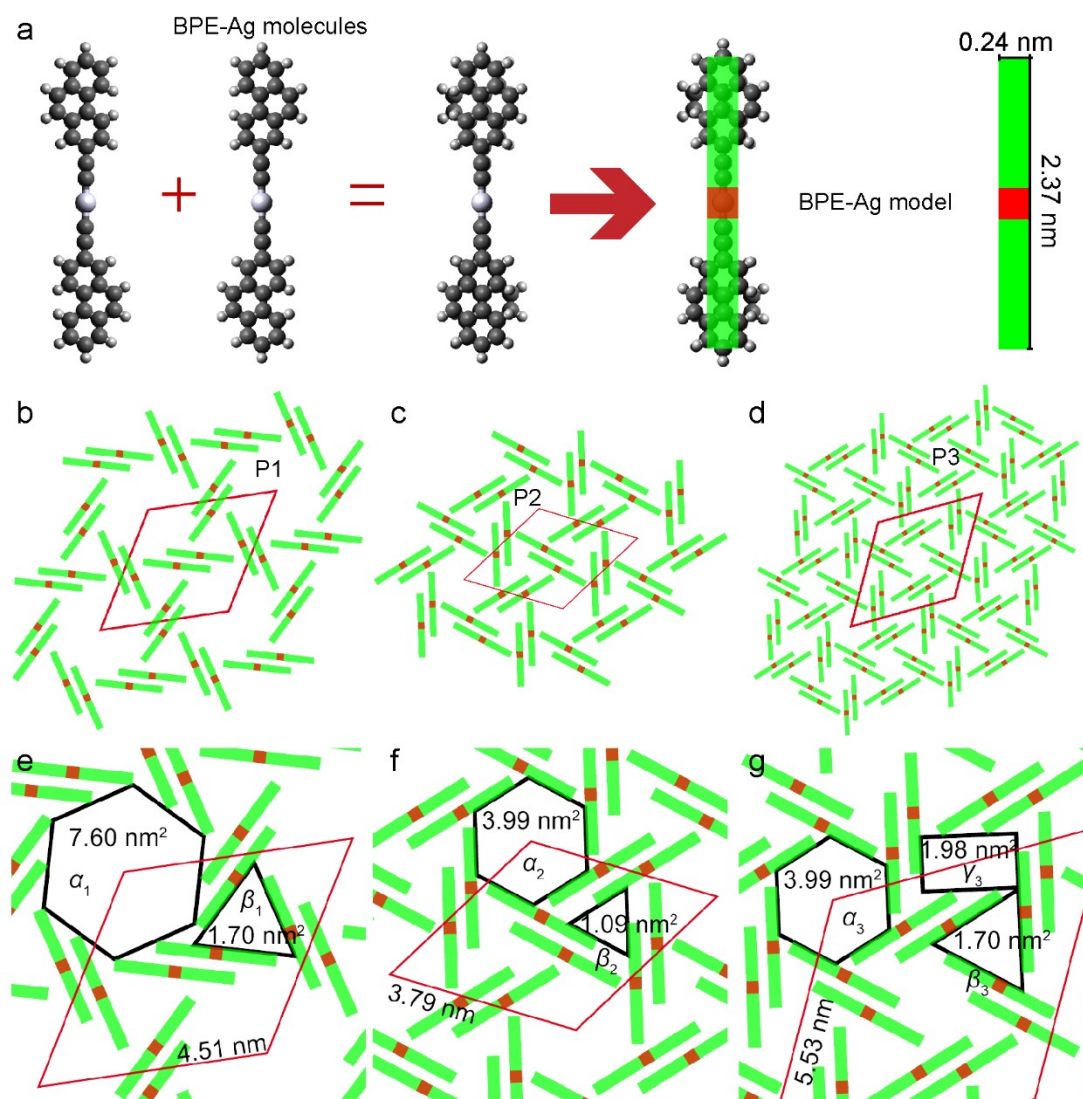 a
BPE-Ag molecules
0.24 nm
+
=
BPE-Ag model
2.37 nm
b
P1
c
P2
d
P3
e
7.60 nm²
α₁
β₁
1.70 nm²
4.51 nm
f
3.99 nm²
α₂
1.09 nm²
β₂
3.79 nm
g
3.99 nm²
α₃
1.98 nm²
γ₃
1.70 nm²
β₃
5.53 nm